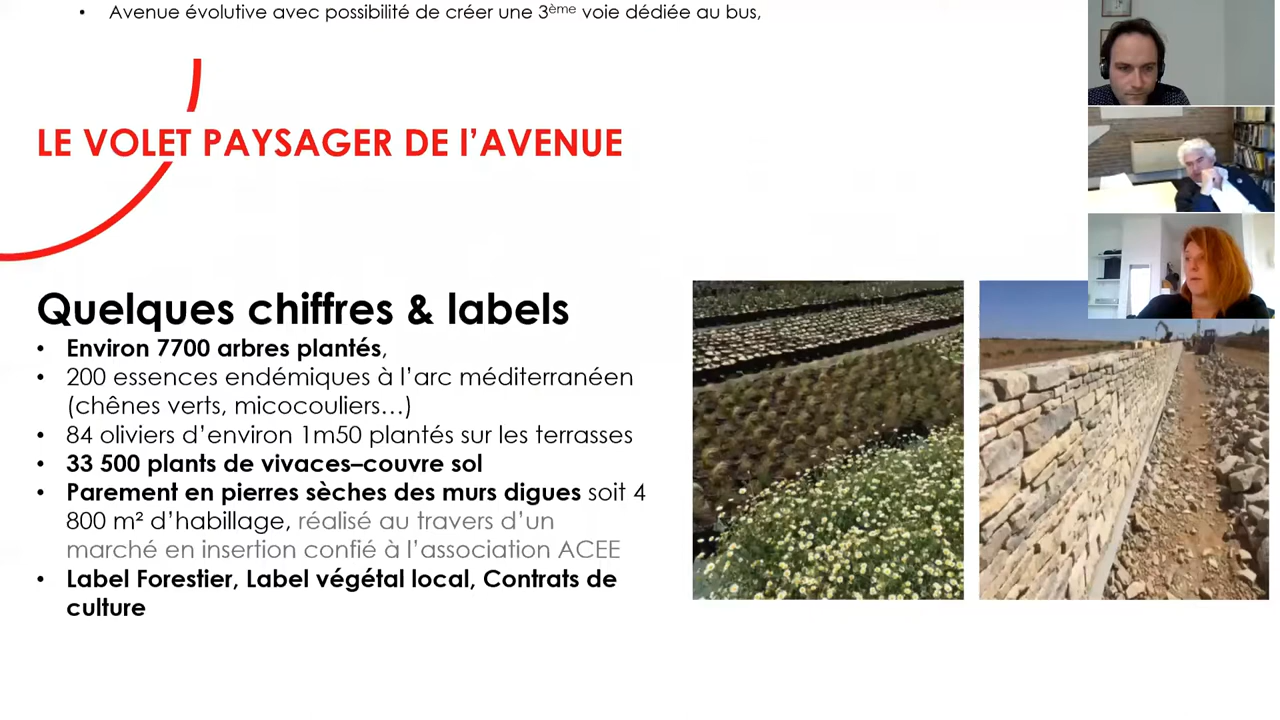 • Avenue évolutive avec possibilité de créer une 3ème voie dédiée au bus,
LE VOLET PAYSAGER DE l’AVENUE
Quelques chiffres & labels
• Environ 7700 arbres plantés,
• 200 essences endémiques à l’arc méditerranéen
(chênes verts, micocouliers…)
• 84 oliviers d’environ 1m50 plantés sur les terrasses
• 33 500 plants de vivaces–couvre sol
• Parement en pierres sèches des murs digues soit 4
800 m² d’habillage, réalisé au travers d’un
marché en insertion confié à l’association ACEE
• Label Forestier, Label végétal local, Contrats de
culture